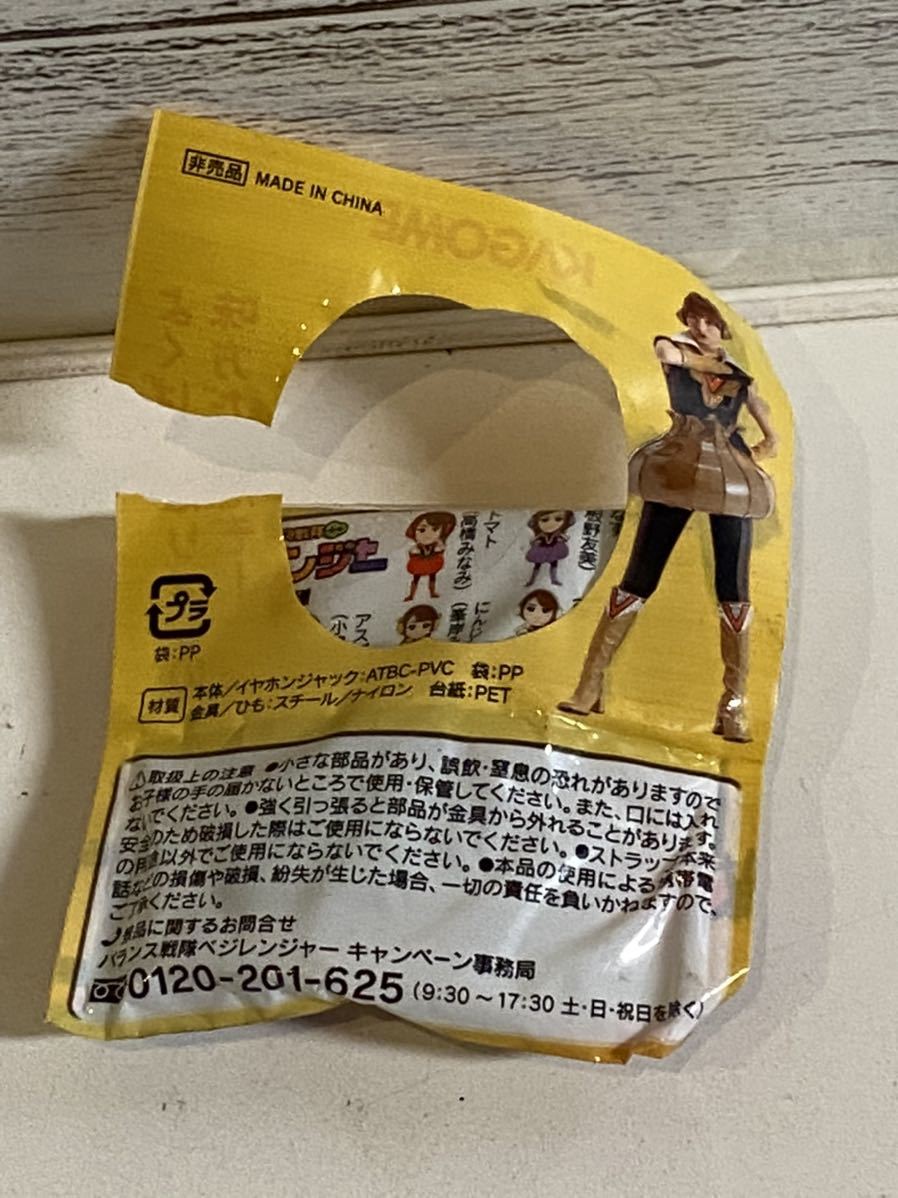 非売品 MADE IN CHINA
KAGOME
味
トマト
(高橋みなみ)
板野友美)
ンジャー
プラ
袋:PP
材質
本体/イヤホンジャック:ATBC-PVC 袋:PP
金具/ひも:スチール/ナイロン 台紙:PET
⚠取扱上の注意 ●小さな部品があり、誤飲・窒息の恐れがありますので
お子様の手の届かないところで使用・保管してください。また、口には入れ
ないでください。●強く引っ張ると部品が金具から外れることがあります。
安全のため破損した際はご使用にならないでください。●ストラップ本来
の用途以外でご使用にならないでください。●本品の使用による携帯電
話などの損傷や破損、紛失が生じた場合、一切の責任を負いかねますので、
ご了承ください。
景品に関するお問合せ
バランス戦隊ベジレンジャー キャンペーン事務局
0120-201-625 (9:30〜17:30 土・日・祝日を除く)